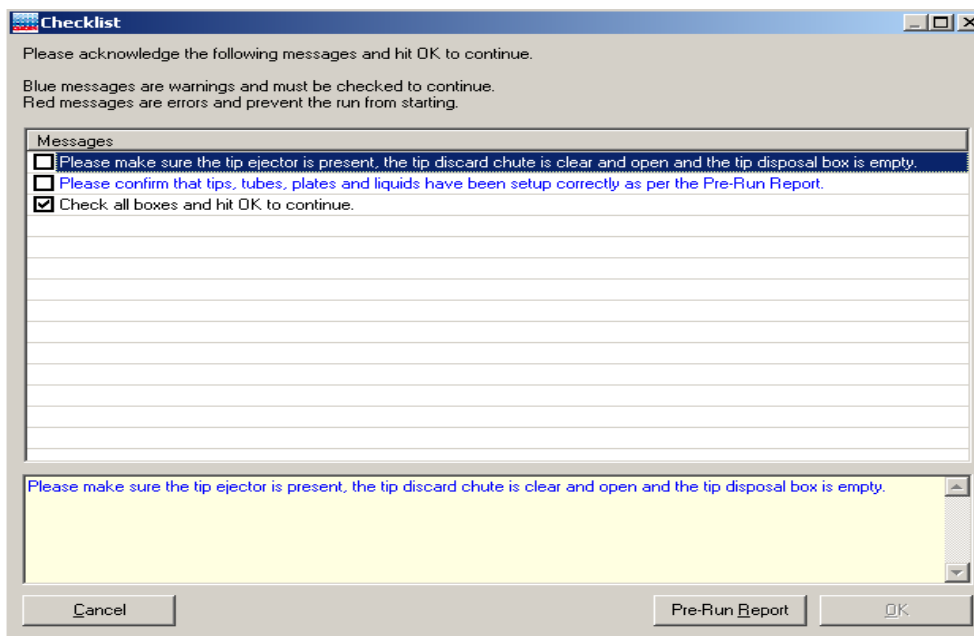 Checklist
Please acknowledge the following messages and hit OK to continue.
Blue messages are warnings and must be checked to continue.
Red messages are errors and prevent the run from starting.
Messages
Please make sure the tip ejector is present, the tip discard chute is clear and open and the tip disposal box is empty.
Please confirm that tips, tubes, plates and liquids have been setup correctly as per the Pre-Run Report.
Check all boxes and hit OK to continue.
Please make sure the tip ejector is present, the tip discard chute is clear and open and the tip disposal box is empty.
Cancel
Pre-Run Report
OK